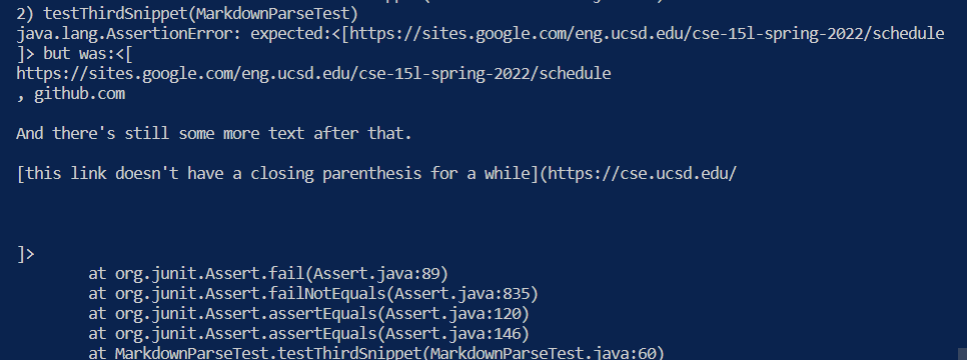 2) testThirdSnippet(MarkdownParseTest)
java.lang.AssertionError: expected:<[https://sites.google.com/eng.ucsd.edu/cse-15l-spring-2022/schedule
]> but was:<[
https://sites.google.com/eng.ucsd.edu/cse-15l-spring-2022/schedule
, github.com
And there's still some more text after that.
[this link doesn't have a closing parenthesis for a while](https://cse.ucsd.edu/
]>
at org.junit.Assert.fail(Assert.java:89)
at org.junit.Assert.failNotEquals(Assert.java:835)
at org.junit.Assert.assertEquals(Assert.java:120)
at org.junit.Assert.assertEquals(Assert.java:146)
at MarkdownParseTest.testThirdSnippet(MarkdownParseTest.java:60)